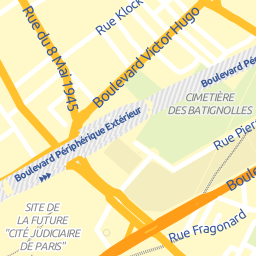 Rue Klock
Rue du 8 Mai 1945
Boulevard Victor Hugo
Boulevard Pé
CIMETIÈRE
DES BATIGNOLLES
Boulevard Périphérique Extérieur
Rue Pier
Boule
SITE DE
LA FUTURE
"CITÉ JUDICIAIRE
DE PARIS"
Rue Fragonard